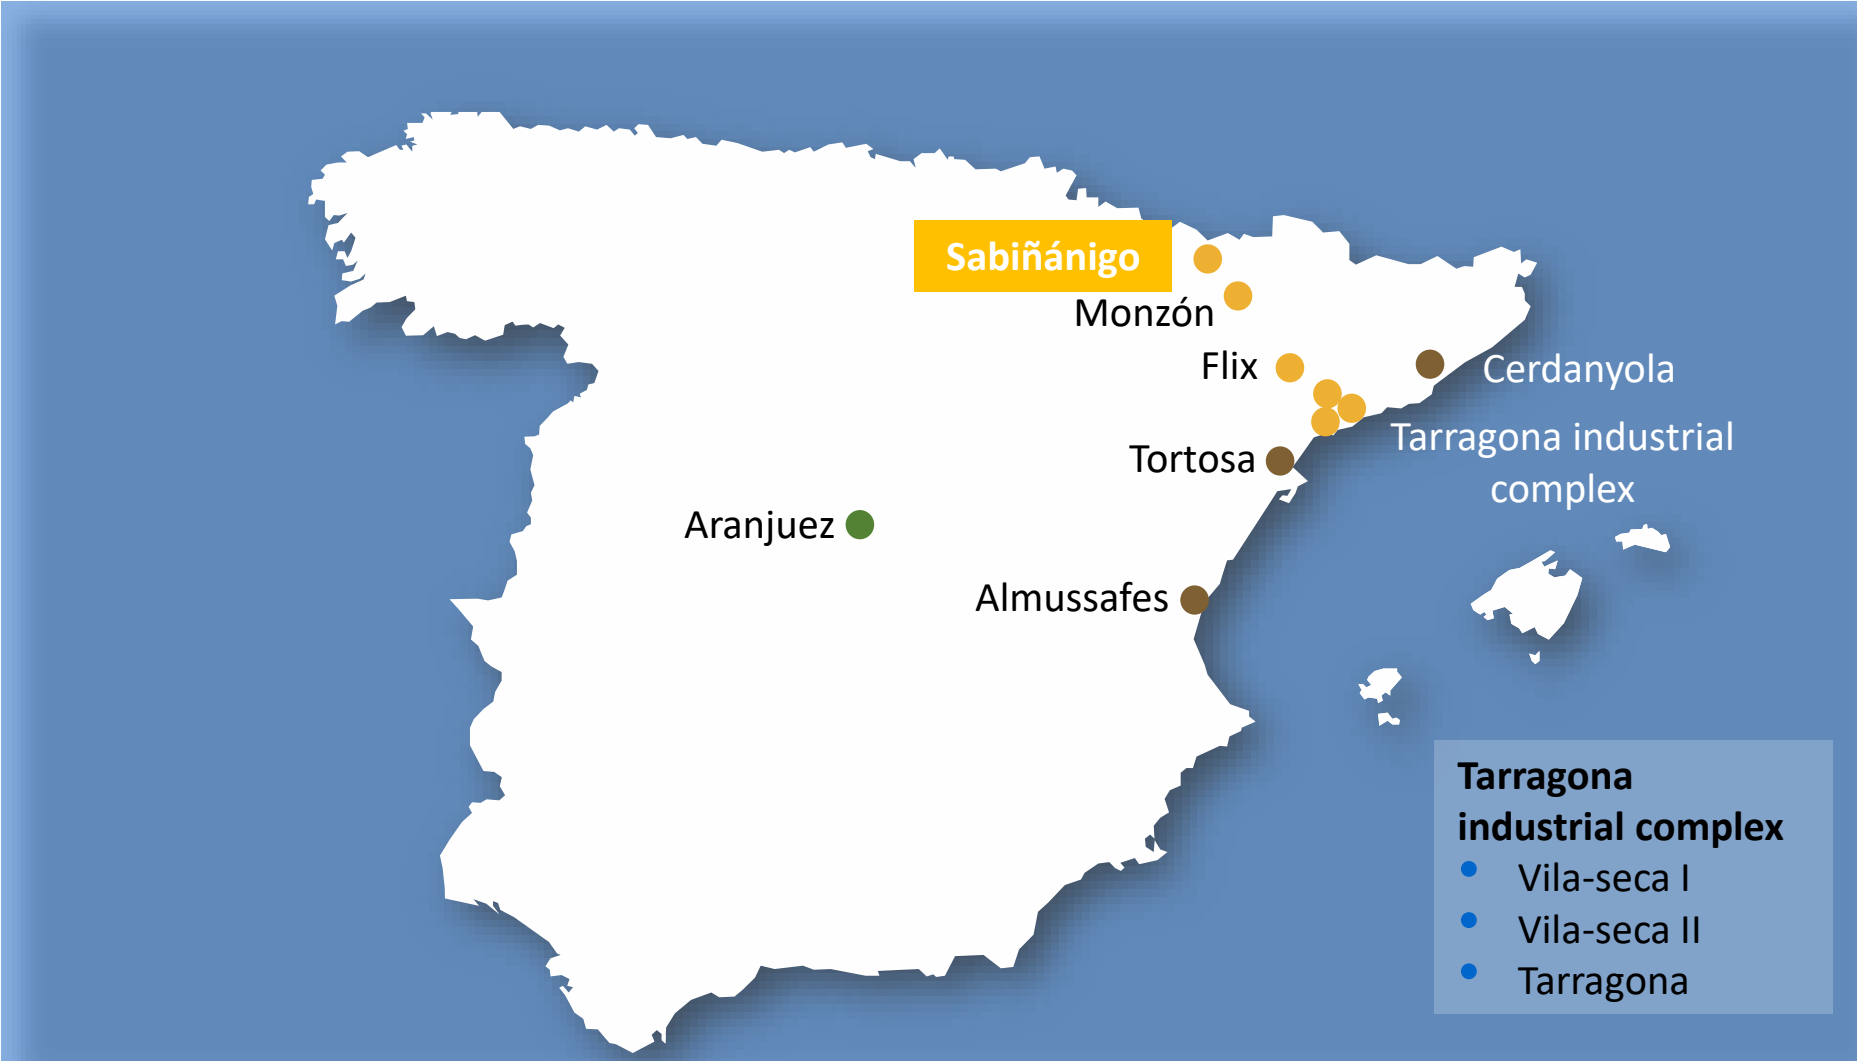 Sabiñánigo
Monzón
Flix
Cerdanyola
Tarragona industrial
complex
Tortosa
Aranjuez
Almussafes
Tarragona
industrial complex
• Vila-seca I
• Vila-seca II
• Tarragona